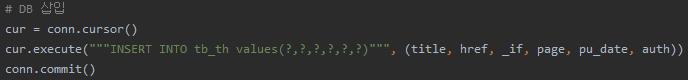 # DB 삽입
cur = conn.cursor()
cur.execute("""INSERT INTO tb_th values(?,?,?,?,?,?)""", (title, href, _if, page, pu_date, auth))
conn.commit()